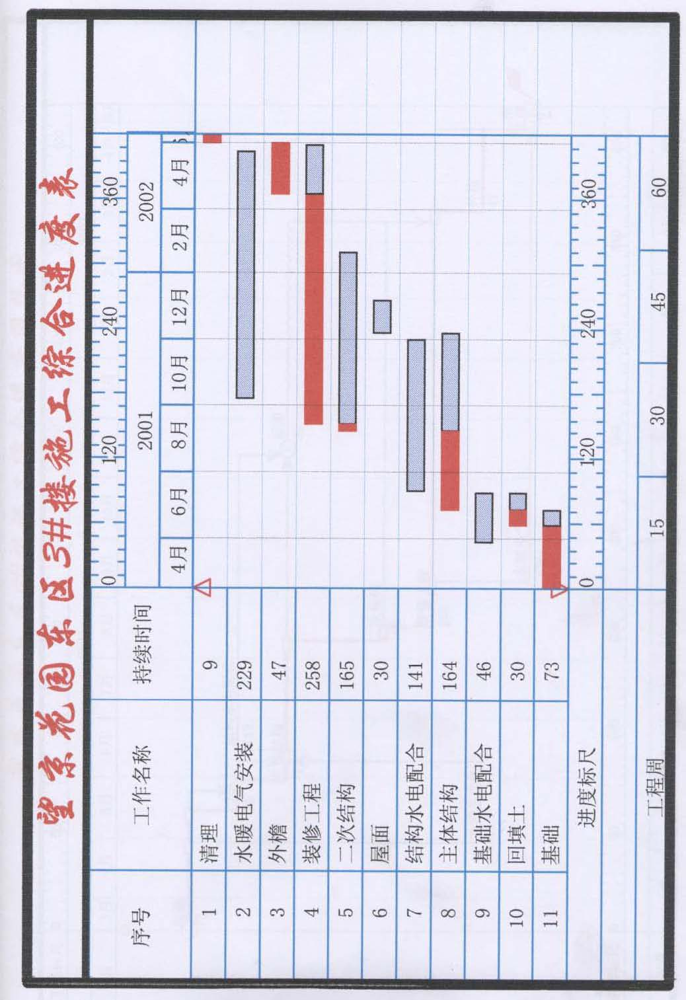 望京花园东区3#楼施工综合进度表
序号 工作名称 持续时间 0 120 240 360
2001 2002
4月 6月 8月 10月 12月 2月 4月
1 清理 9
2 水暖电气安装 229
3 外檐 47
4 装修工程 258
5 二次结构 165
6 屋面 30
7 结构水电配合 141
8 主体结构 164
9 基础水电配合 46
10 回填土 30
11 基础 73
进度标尺 0 120 240 360
工程周 15 30 45 60